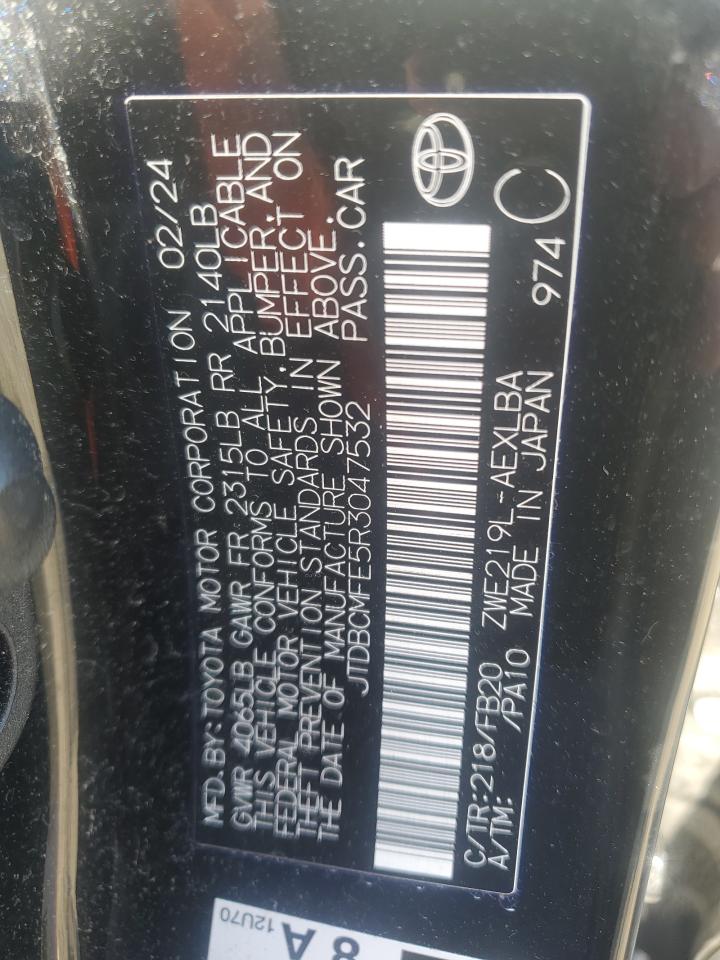 MFD.BY:TOYOTA MOTOR CORPORATION 02/24
GVWR 4065LB GAWR FR 2315LB RR 2140LB
THIS VEHICLE CONFORMS TO ALL APPLICABLE
FEDERAL MOTOR VEHICLE SAFETY,BUMPER,AND
THEFT PREVENTION STANDARDS IN EFFECT ON
THE DATE OF MANUFACTURE SHOWN ABOVE.
JTDBCMFE5R3047532 PASS.CAR
C/TR:218/FB20 ZWE219L-AEXLBA
A/TM: /PA10 MADE IN JAPAN 974
8 A
12U70